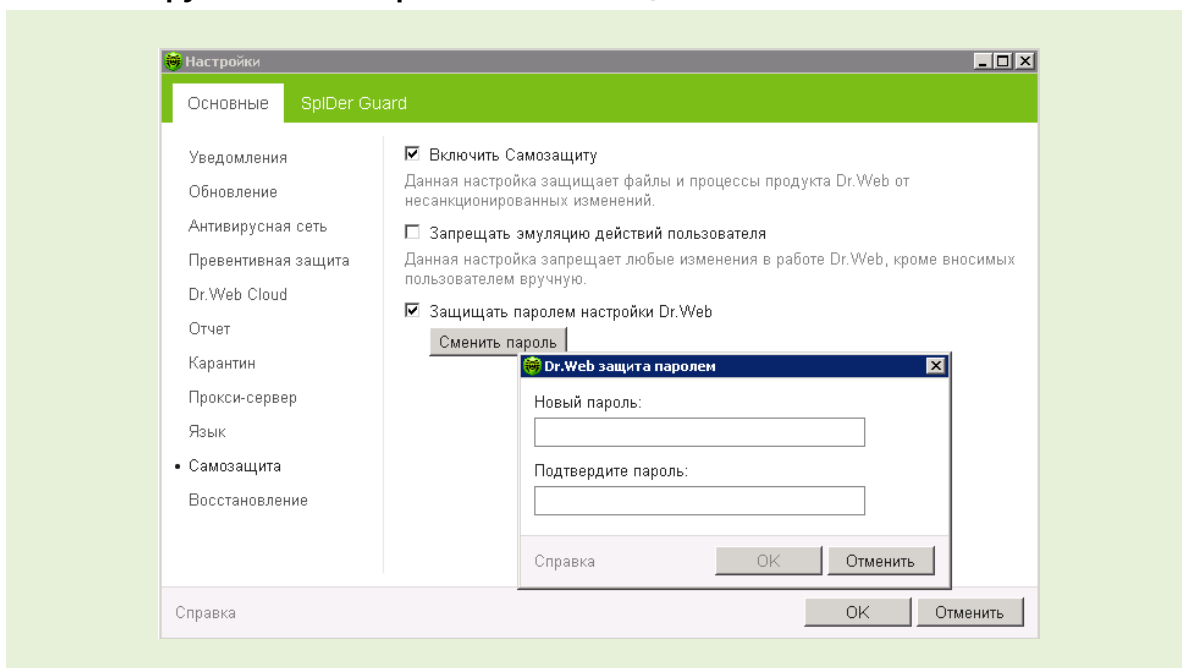 Настройки
Основные SpIDer Guard
Уведомления
Обновление
Антивирусная сеть
Превентивная защита
Dr.Web Cloud
Отчет
Карантин
Прокси-сервер
Язык
• Самозащита
Восстановление
Включить Самозащиту
Данная настройка защищает файлы и процессы продукта Dr.Web от
несанкционированных изменений.
Запрещать эмуляцию действий пользователя
Данная настройка запрещает любые изменения в работе Dr.Web, кроме вносимых
пользователем вручную.
Защищать паролем настройки Dr.Web
Сменить пароль
Dr.Web защита паролем
Новый пароль:
Подтвердите пароль:
Справка OK Отменить
Справка OK Отменить